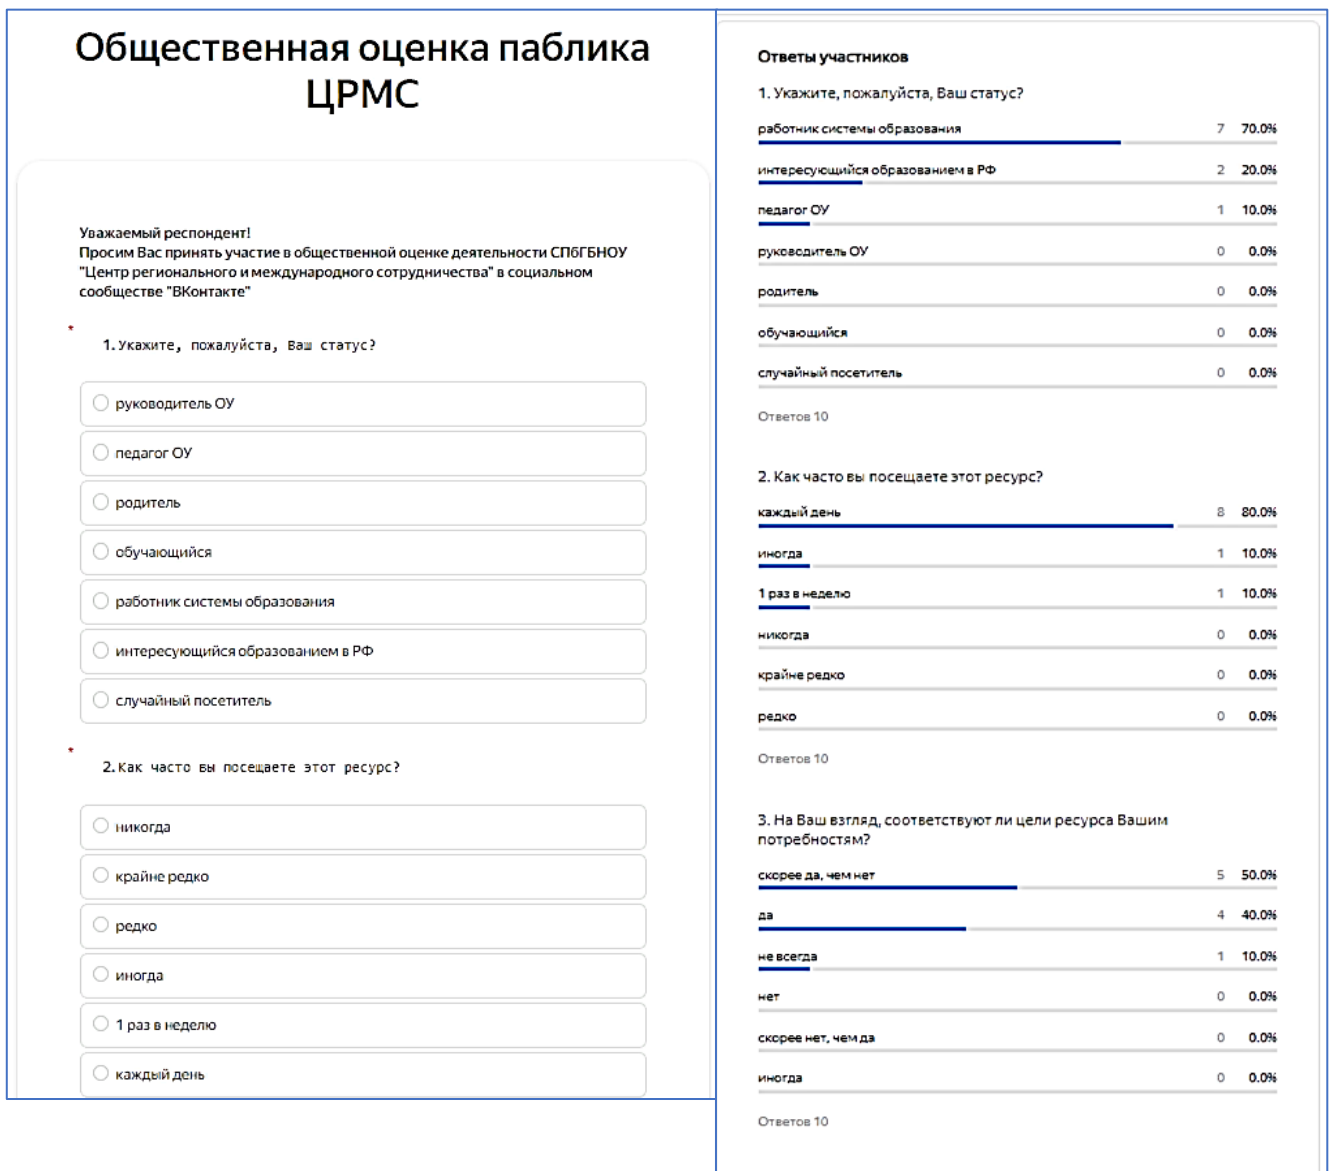 Общественная оценка паблика
ЦРМС
Уважаемый респондент!
Просим Вас принять участие в общественной оценке деятельности СПбГБНОУ
"Центр регионального и международного сотрудничества" в социальном
сообществе "ВКонтакте"
*
1. Укажите, пожалуйста, Ваш статус?
руководитель ОУ
педагог ОУ
родитель
обучающийся
работник системы образования
интересующийся образованием в РФ
случайный посетитель
*
2. Как часто вы посещаете этот ресурс?
никогда
крайне редко
редко
иногда
1 раз в неделю
каждый день
Ответы участников
1. Укажите, пожалуйста, Ваш статус?
работник системы образования 7 70.0%
интересующийся образованием в РФ 2 20.0%
педагог ОУ 1 10.0%
руководитель ОУ 0 0.0%
родитель 0 0.0%
обучающийся 0 0.0%
случайный посетитель 0 0.0%
Ответов 10
2. Как часто вы посещаете этот ресурс?
каждый день 8 80.0%
иногда 1 10.0%
1 раз в неделю 1 10.0%
никогда 0 0.0%
крайне редко 0 0.0%
редко 0 0.0%
Ответов 10
3. На Ваш взгляд, соответствуют ли цели ресурса Вашим
потребностям?
скорее да, чем нет 5 50.0%
да 4 40.0%
не всегда 1 10.0%
нет 0 0.0%
скорее нет, чем да 0 0.0%
иногда 0 0.0%
Ответов 10